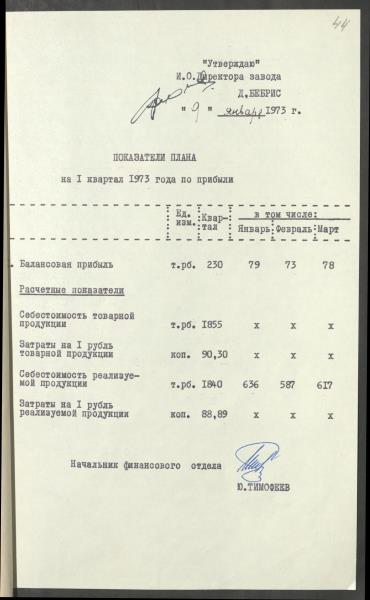 44
"Утверждаю"
И.О.Директора завода
Д.БЕБРИС
" 9 " январе 1973 г.
ПОКАЗАТЕЛИ ПЛАНА
на I квартал 1973 года по прибыли
Ед. изм. : Квар- тал : в том числе:
Январь :Февраль :Март
. Балансовая прибыль т.рб. 230 79 73 78
Расчетные показатели
Себестоимость товарной
продукции т.рб. I855 x x x
Затраты на I рубль
товарной продукции коп. 90,30 x x x
Себестоимость реализуе-
мой продукции т.рб. I840 636 587 617
Затраты на I рубль
реализуемой продукции коп. 88,89 x x x
Начальник финансового отдела
Ю.ТИМОФЕЕВ